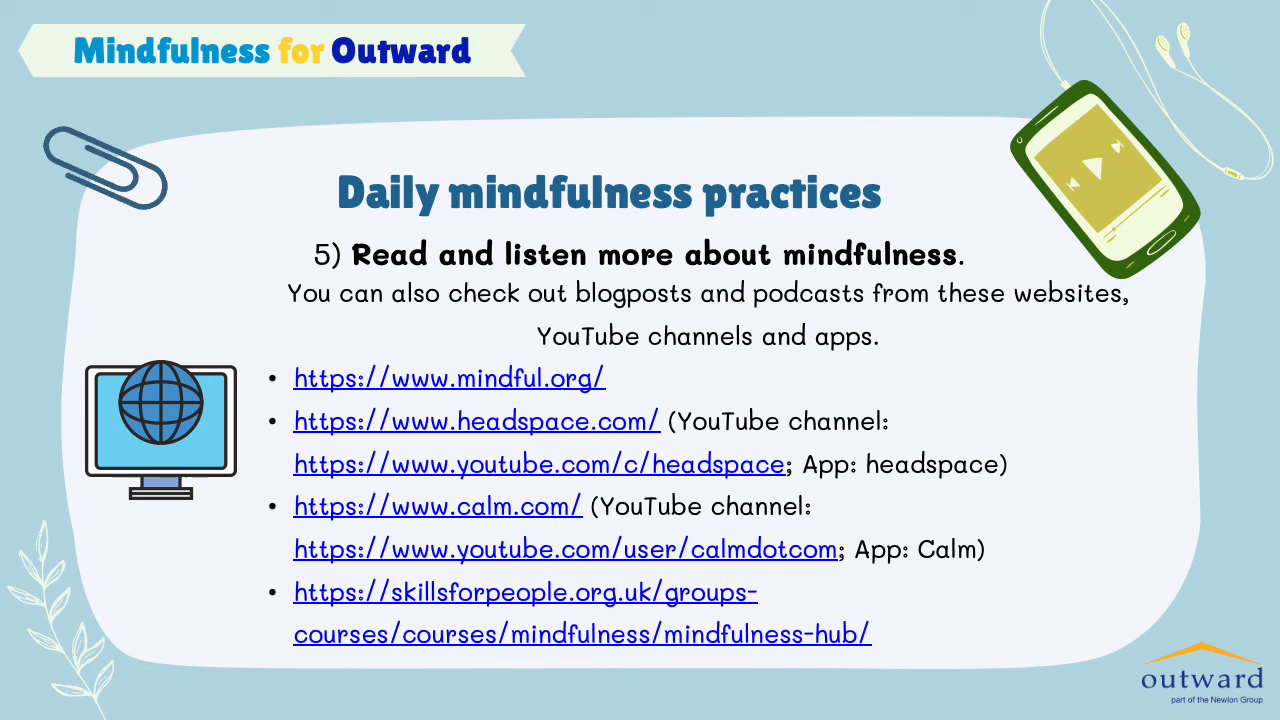 Mindfulness for Outward
Daily mindfulness practices
5) Read and listen more about mindfulness.
You can also check out blogposts and podcasts from these websites,
YouTube channels and apps.
• https://www.mindful.org/
• https://www.headspace.com/ (YouTube channel:
https://www.youtube.com/c/headspace; App: headspace)
• https://www.calm.com/ (YouTube channel:
https://www.youtube.com/user/calmdotcom; App: Calm)
• https://skillsforpeople.org.uk/groups-
courses/courses/mindfulness/mindfulness-hub/
outward
part of the Newlon Group